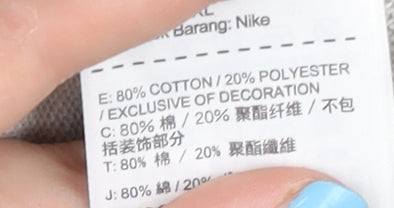 XL
Barang: Nike
E: 80% COTTON / 20% POLYESTER
/ EXCLUSIVE OF DECORATION
C: 80% 棉 / 20% 聚酯纤维 / 不包
括装饰部分
T: 80% 棉 / 20% 聚酯纖維
J: 80% 綿 / 20%